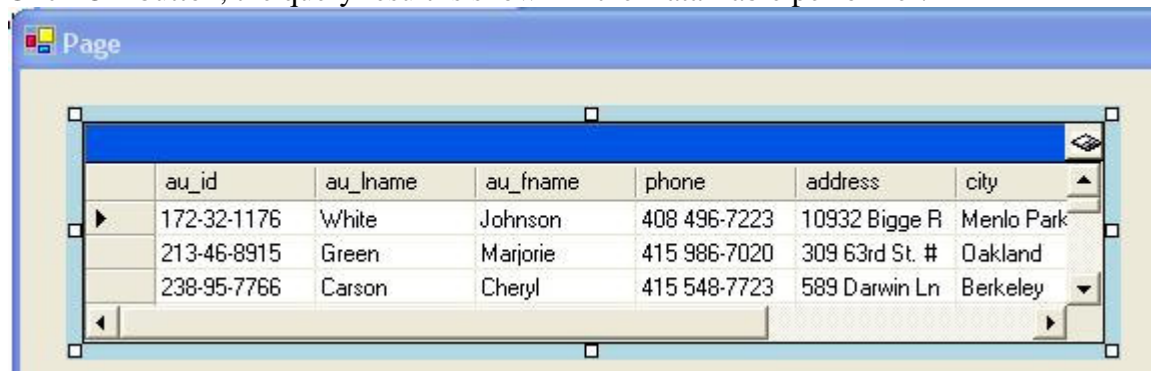 Page
au_id au_lname au_fname phone address city
172-32-1176 White Johnson 408 496-7223 10932 Bigge R Menlo Park
213-46-8915 Green Marjorie 415 986-7020 309 63rd St. # Oakland
238-95-7766 Carson Cheryl 415 548-7723 589 Darwin Ln Berkeley